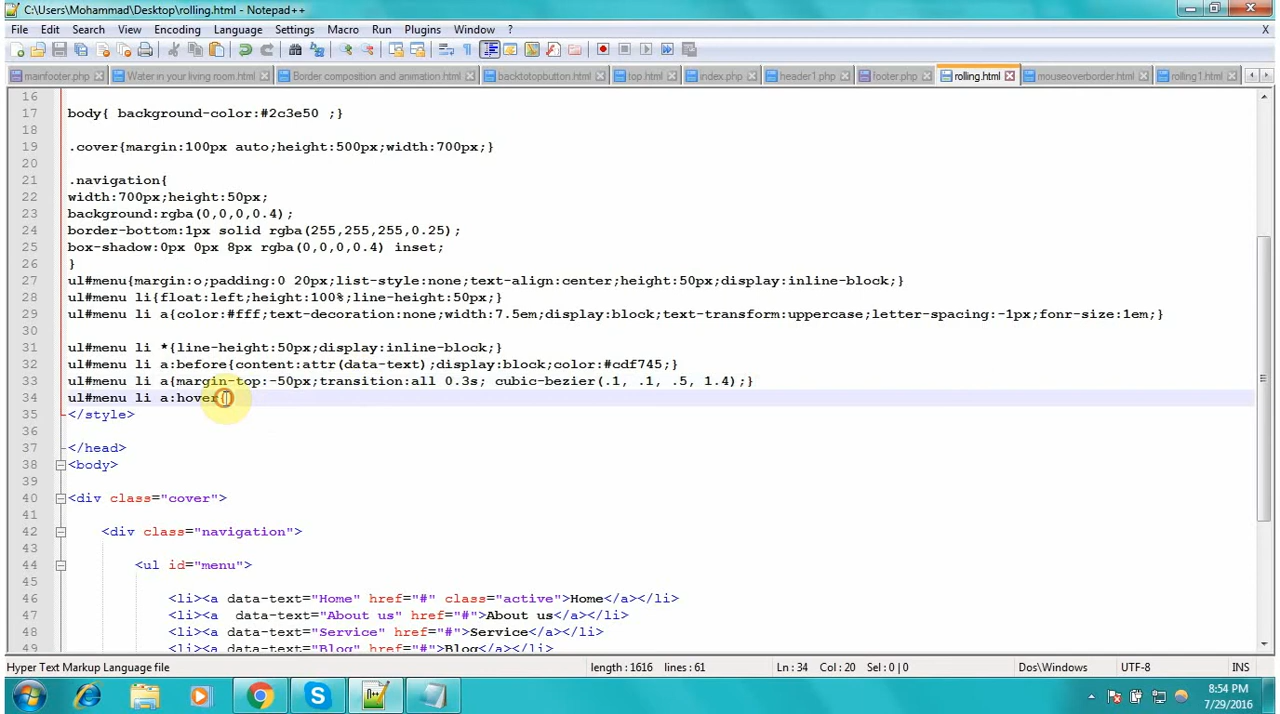 C:\Users\Mohammad\Desktop\rolling.html - Notepad++
File Edit Search View Encoding Language Settings Macro Run Plugins Window ? X
mainfooter.php Water in your living room.html Border composition and animation.html backtotopbutton.html top.html index.php header1.php footer.php rolling.html mouseoverborder.html rolling1.html
16
17 body{ background-color:#2c3e50 ;}
18
19 .cover{margin:100px auto;height:500px;width:700px;}
20
21 .navigation{
22 width:700px;height:50px;
23 background:rgba(0,0,0,0.4);
24 border-bottom:1px solid rgba(255,255,255,0.25);
25 box-shadow:0px 0px 8px rgba(0,0,0,0.4) inset;
26 }
27 ul#menu{margin:o;padding:0 20px;list-style:none;text-align:center;height:50px;display:inline-block;}
28 ul#menu li{float:left;height:100%;line-height:50px;}
29 ul#menu li a{color:#fff;text-decoration:none;width:7.5em;display:block;text-transform:uppercase;letter-spacing:-1px;fonr-size:1em;}
30
31 ul#menu li *{line-height:50px;display:inline-block;}
32 ul#menu li a:before{content:attr(data-text);display:block;color:#cdf745;}
33 ul#menu li a{margin-top:-50px;transition:all 0.3s; cubic-bezier(.1, .1, .5, 1.4);}
34 ul#menu li a:hover{
35 </style>
36
37 </head>
38 <body>
39
40 <div class="cover">
41
42 <div class="navigation">
43
44 <ul id="menu">
45
46 <li><a data-text="Home" href="#" class="active">Home</a></li>
47 <li><a  data-text="About us" href="#">About us</a></li>
48 <li><a data-text="Service" href="#">Service</a></li>
49 <li><a data-text="Blog" href="#">Blog</a></li>
Hyper Text Markup Language file length : 1616 lines : 61 Ln : 34 Col : 20 Sel : 0 | 0 Dos\Windows UTF-8 INS
8:54 PM
7/29/2016